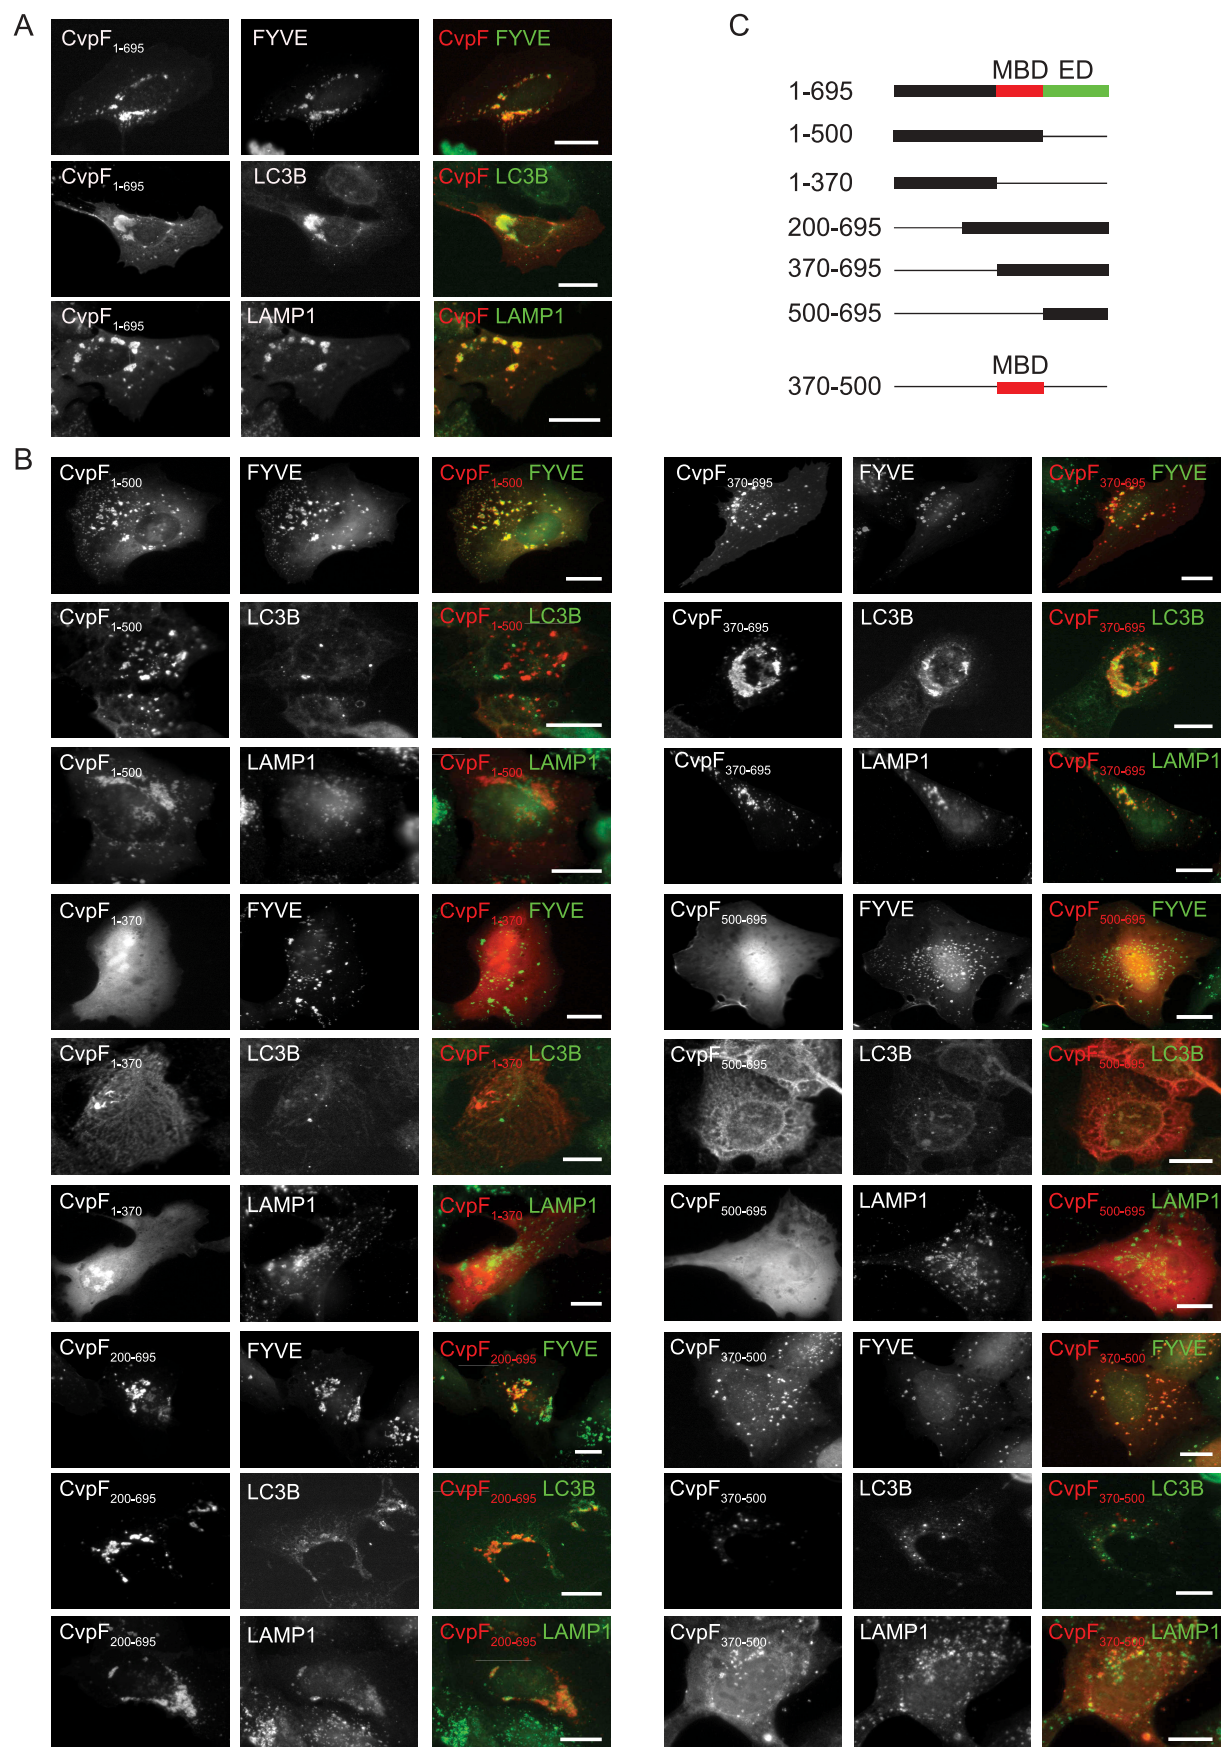 A
CvpF1-695 FYVE CvpF FYVE
CvpF1-695 LC3B CvpF LC3B
CvpF1-695 LAMP1 CvpF LAMP1
C
MBD ED
1-695
1-500
1-370
200-695
370-695
500-695
MBD
370-500
B
CvpF1-500 FYVE CvpF1-500 FYVE
CvpF1-500 LC3B CvpF1-500 LC3B
CvpF1-500 LAMP1 CvpF1-500 LAMP1
CvpF1-370 FYVE CvpF1-370 FYVE
CvpF1-370 LC3B CvpF1-370 LC3B
CvpF1-370 LAMP1 CvpF1-370 LAMP1
CvpF200-695 FYVE CvpF200-695 FYVE
CvpF200-695 LC3B CvpF200-695 LC3B
CvpF200-695 LAMP1 CvpF200-695 LAMP1
CvpF370-695 FYVE CvpF370-695 FYVE
CvpF370-695 LC3B CvpF370-695 LC3B
CvpF370-695 LAMP1 CvpF370-695 LAMP1
CvpF500-695 FYVE CvpF500-695 FYVE
CvpF500-695 LC3B CvpF500-695 LC3B
CvpF500-695 LAMP1 CvpF500-695 LAMP1
CvpF370-500 FYVE CvpF370-500 FYVE
CvpF370-500 LC3B CvpF370-500 LC3B
CvpF370-500 LAMP1 CvpF370-500 LAMP1